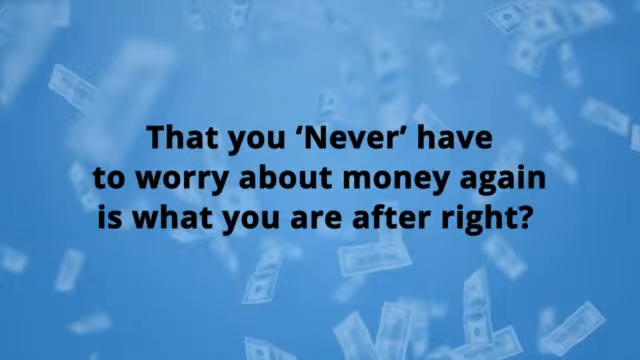 That you ‘Never’ have
to worry about money again
is what you are after right?